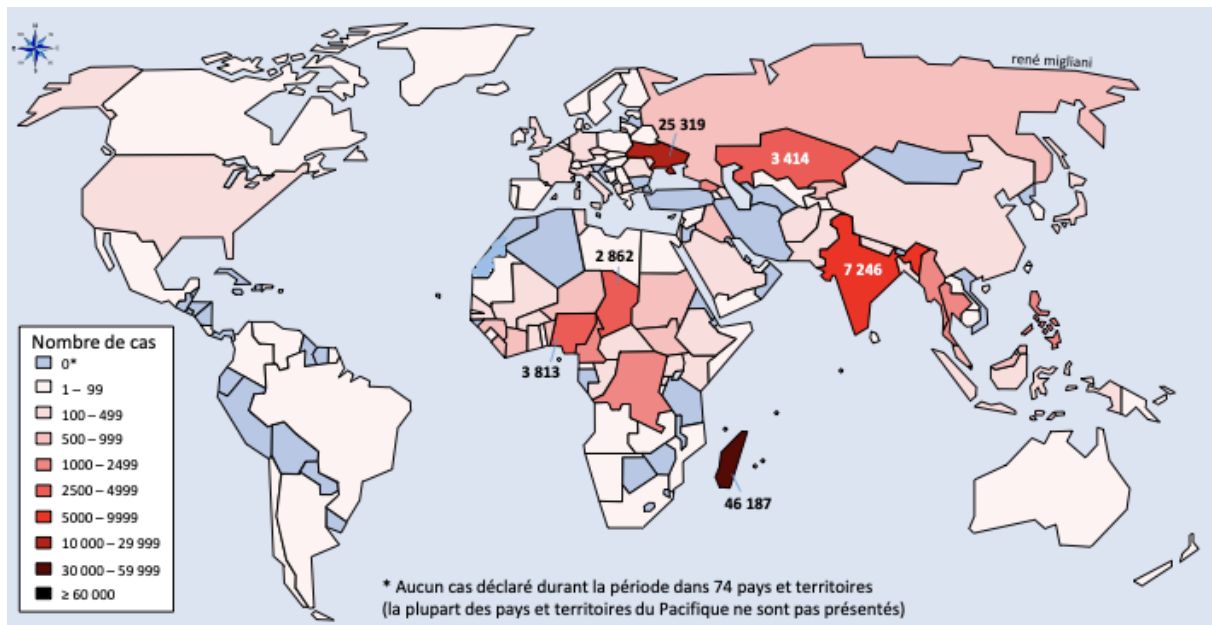 rené migliani
25 319
3 414
2 862
7 246
3 813
46 187
Nombre de cas
0*
1 – 99
100 – 499
500 – 999
1000 – 2499
2500 – 4999
5000 – 9999
10 000 – 29 999
30 000 – 59 999
≥ 60 000
* Aucun cas déclaré durant la période dans 74 pays et territoires
(la plupart des pays et territoires du Pacifique ne sont pas présentés)